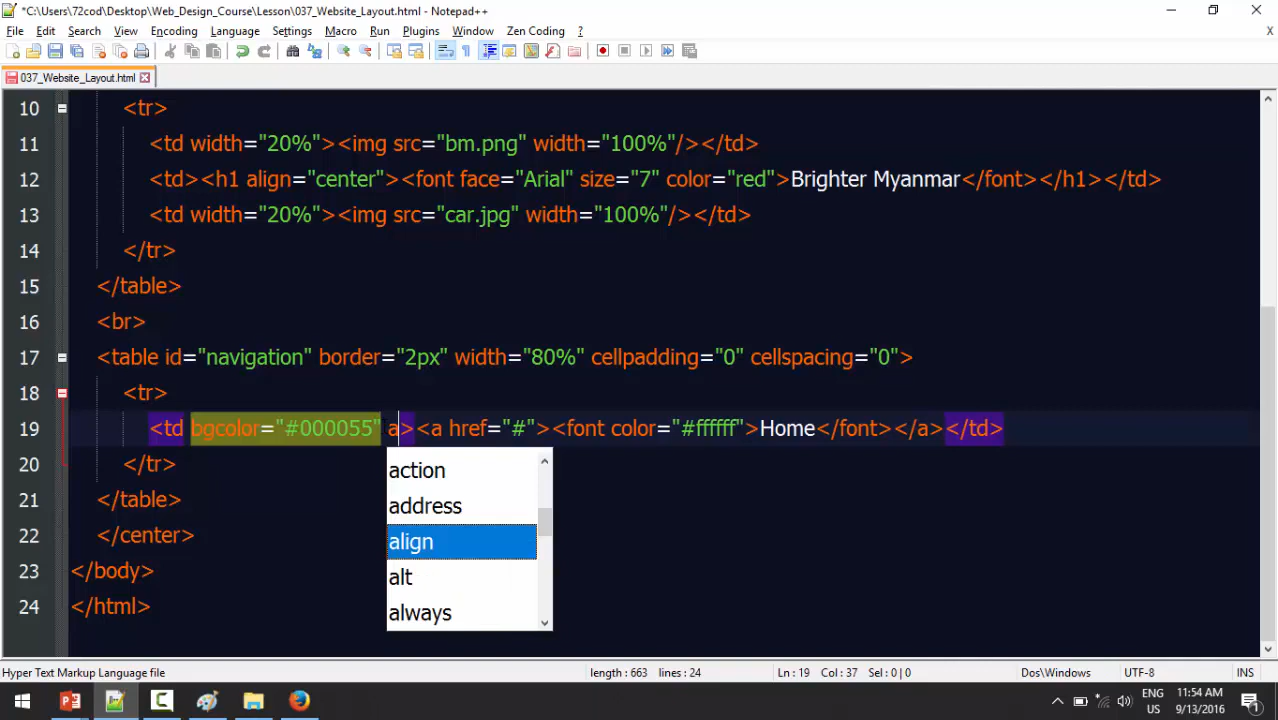 *C:\Users\72cod\Desktop\Web_Design_Course\Lesson\037_Website_Layout.html - Notepad++
File Edit Search View Encoding Language Settings Macro Run Plugins Window Zen Coding ? X
037_Website_Layout.html
10 <tr>
11 <td width="20%"><img src="bm.png" width="100%"/></td>
12 <td><h1 align="center"><font face="Arial" size="7" color="red">Brighter Myanmar</font></h1></td>
13 <td width="20%"><img src="car.jpg" width="100%"/></td>
14 </tr>
15 </table>
16 <br>
17 <table id="navigation" border="2px" width="80%" cellpadding="0" cellspacing="0">
18 <tr>
19 <td bgcolor="#000055" a><a href="#"><font color="#ffffff">Home</font></a></td>
20 </tr>
21 </table>
22 </center>
23 </body>
24 </html>
action
address
align
alt
always
Hyper Text Markup Language file length : 663 lines : 24 Ln : 19 Col : 37 Sel : 0 | 0 Dos\Windows UTF-8 INS
ENG 11:54 AM
US 9/13/2016 1